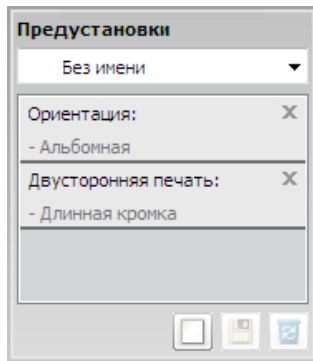 Предустановки
Без имени
Ориентация:
- Альбомная
Двусторонняя печать:
- Длинная кромка